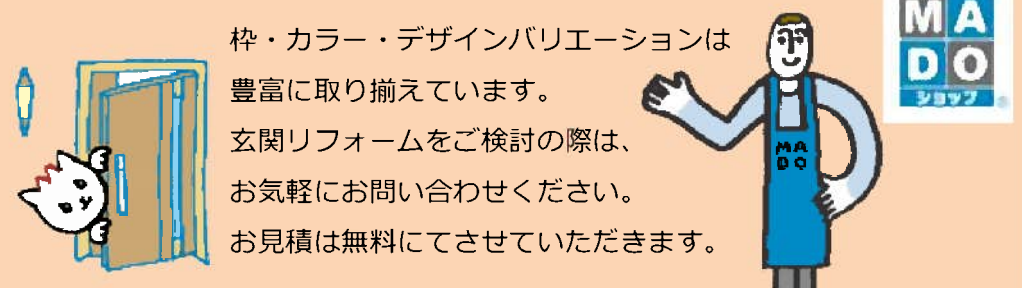 枠・カラー・デザインバリエーションは
豊富に取り揃えています。
玄関リフォームをご検討の際は、
お気軽にお問い合わせください。
お見積は無料にてさせていただきます。
MA
DO
ショップ
®
MA
DO